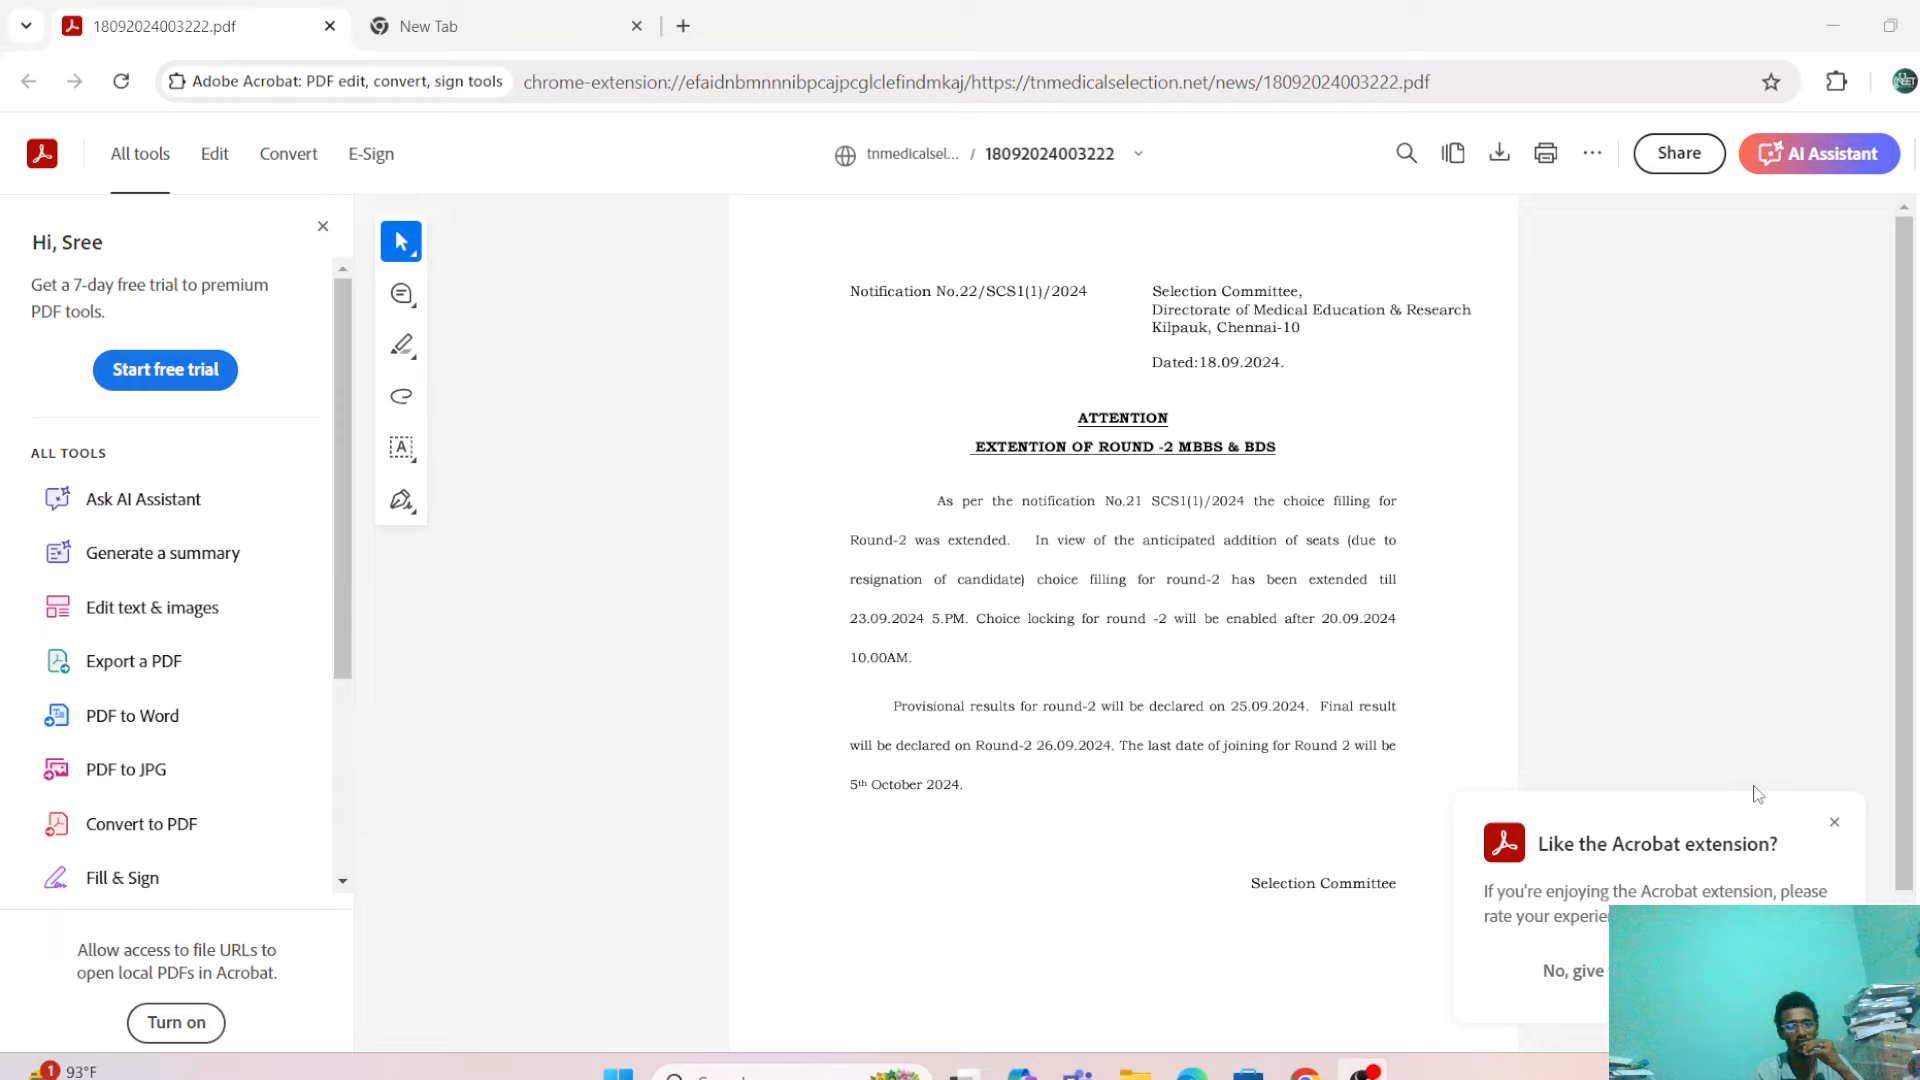 18092024003222.pdf
New Tab
Adobe Acrobat: PDF edit, convert, sign tools
chrome-extension://efaidnbmnnnibpcajpcglclefindmkaj/https://tnmedicalselection.net/news/18092024003222.pdf
All tools
Edit
Convert
E-Sign
tnmedicalsel... / 18092024003222
Share
AI Assistant
Hi, Sree
Get a 7-day free trial to premium
PDF tools.
Start free trial
ALL TOOLS
Ask AI Assistant
Generate a summary
Edit text & images
Export a PDF
PDF to Word
PDF to JPG
Convert to PDF
Fill & Sign
Allow access to file URLs to
open local PDFs in Acrobat.
Turn on
Notification No.22/SCS1(1)/2024
Selection Committee,
Directorate of Medical Education & Research
Kilpauk, Chennai-10
Dated:18.09.2024.
ATTENTION
EXTENTION OF ROUND -2 MBBS & BDS
As per the notification No.21 SCS1(1)/2024 the choice filling for
Round-2 was extended. In view of the anticipated addition of seats (due to
resignation of candidate) choice filling for round-2 has been extended till
23.09.2024 5.PM. Choice locking for round -2 will be enabled after 20.09.2024
10.00AM.
Provisional results for round-2 will be declared on 25.09.2024. Final result
will be declared on Round-2 26.09.2024. The last date of joining for Round 2 will be
5th October 2024.
Selection Committee
Like the Acrobat extension?
If you're enjoying the Acrobat extension, please
rate your
No, give
1
93°F